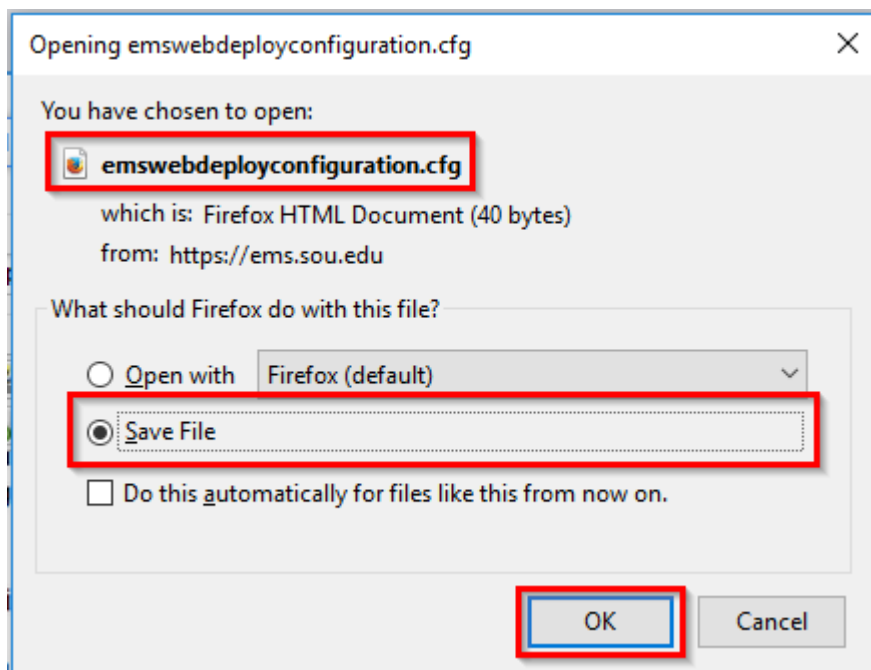 Opening emswebdeployconfiguration.cfg
You have chosen to open:
emswebdeployconfiguration.cfg
which is: Firefox HTML Document (40 bytes)
from: https://ems.sou.edu
What should Firefox do with this file?
Open with Firefox (default)
Save File
Do this automatically for files like this from now on.
OK Cancel